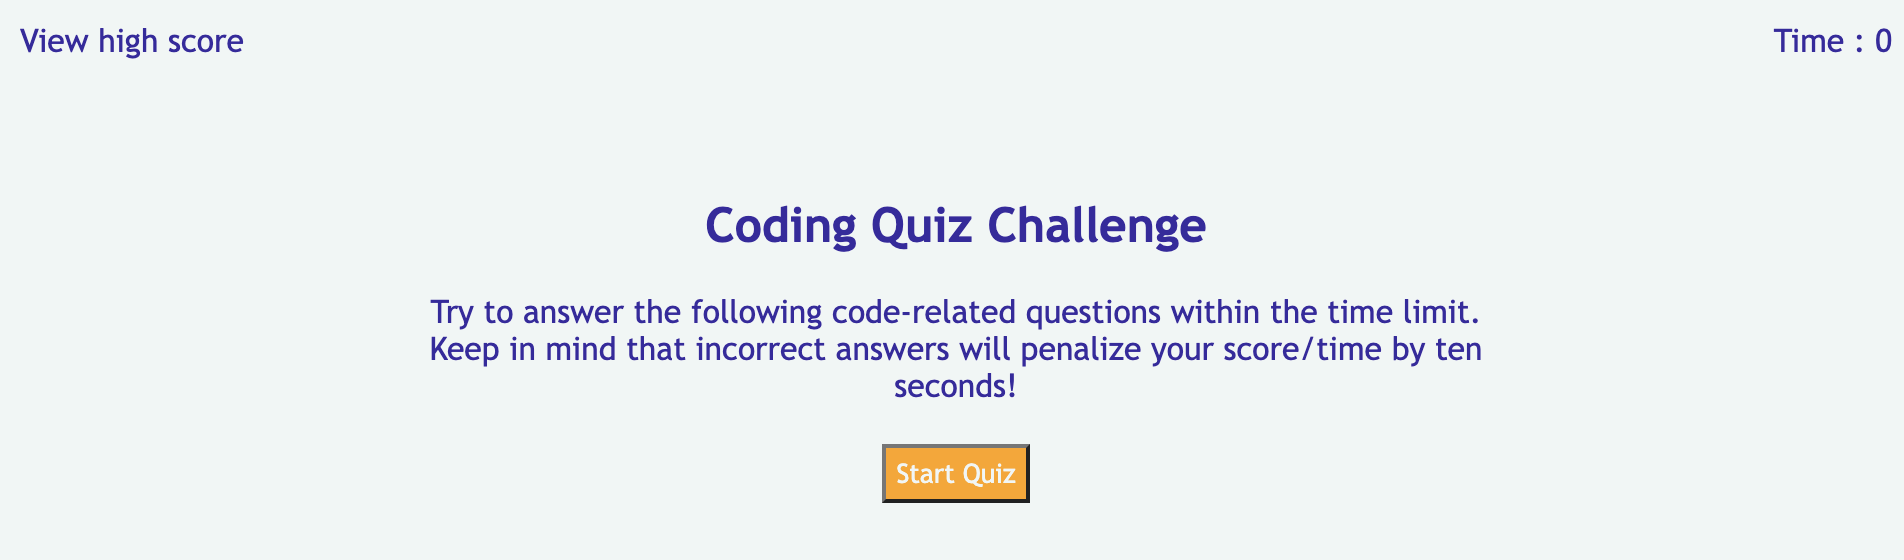 View high score
Time : 0
Coding Quiz Challenge
Try to answer the following code-related questions within the time limit.
Keep in mind that incorrect answers will penalize your score/time by ten
seconds!
Start Quiz